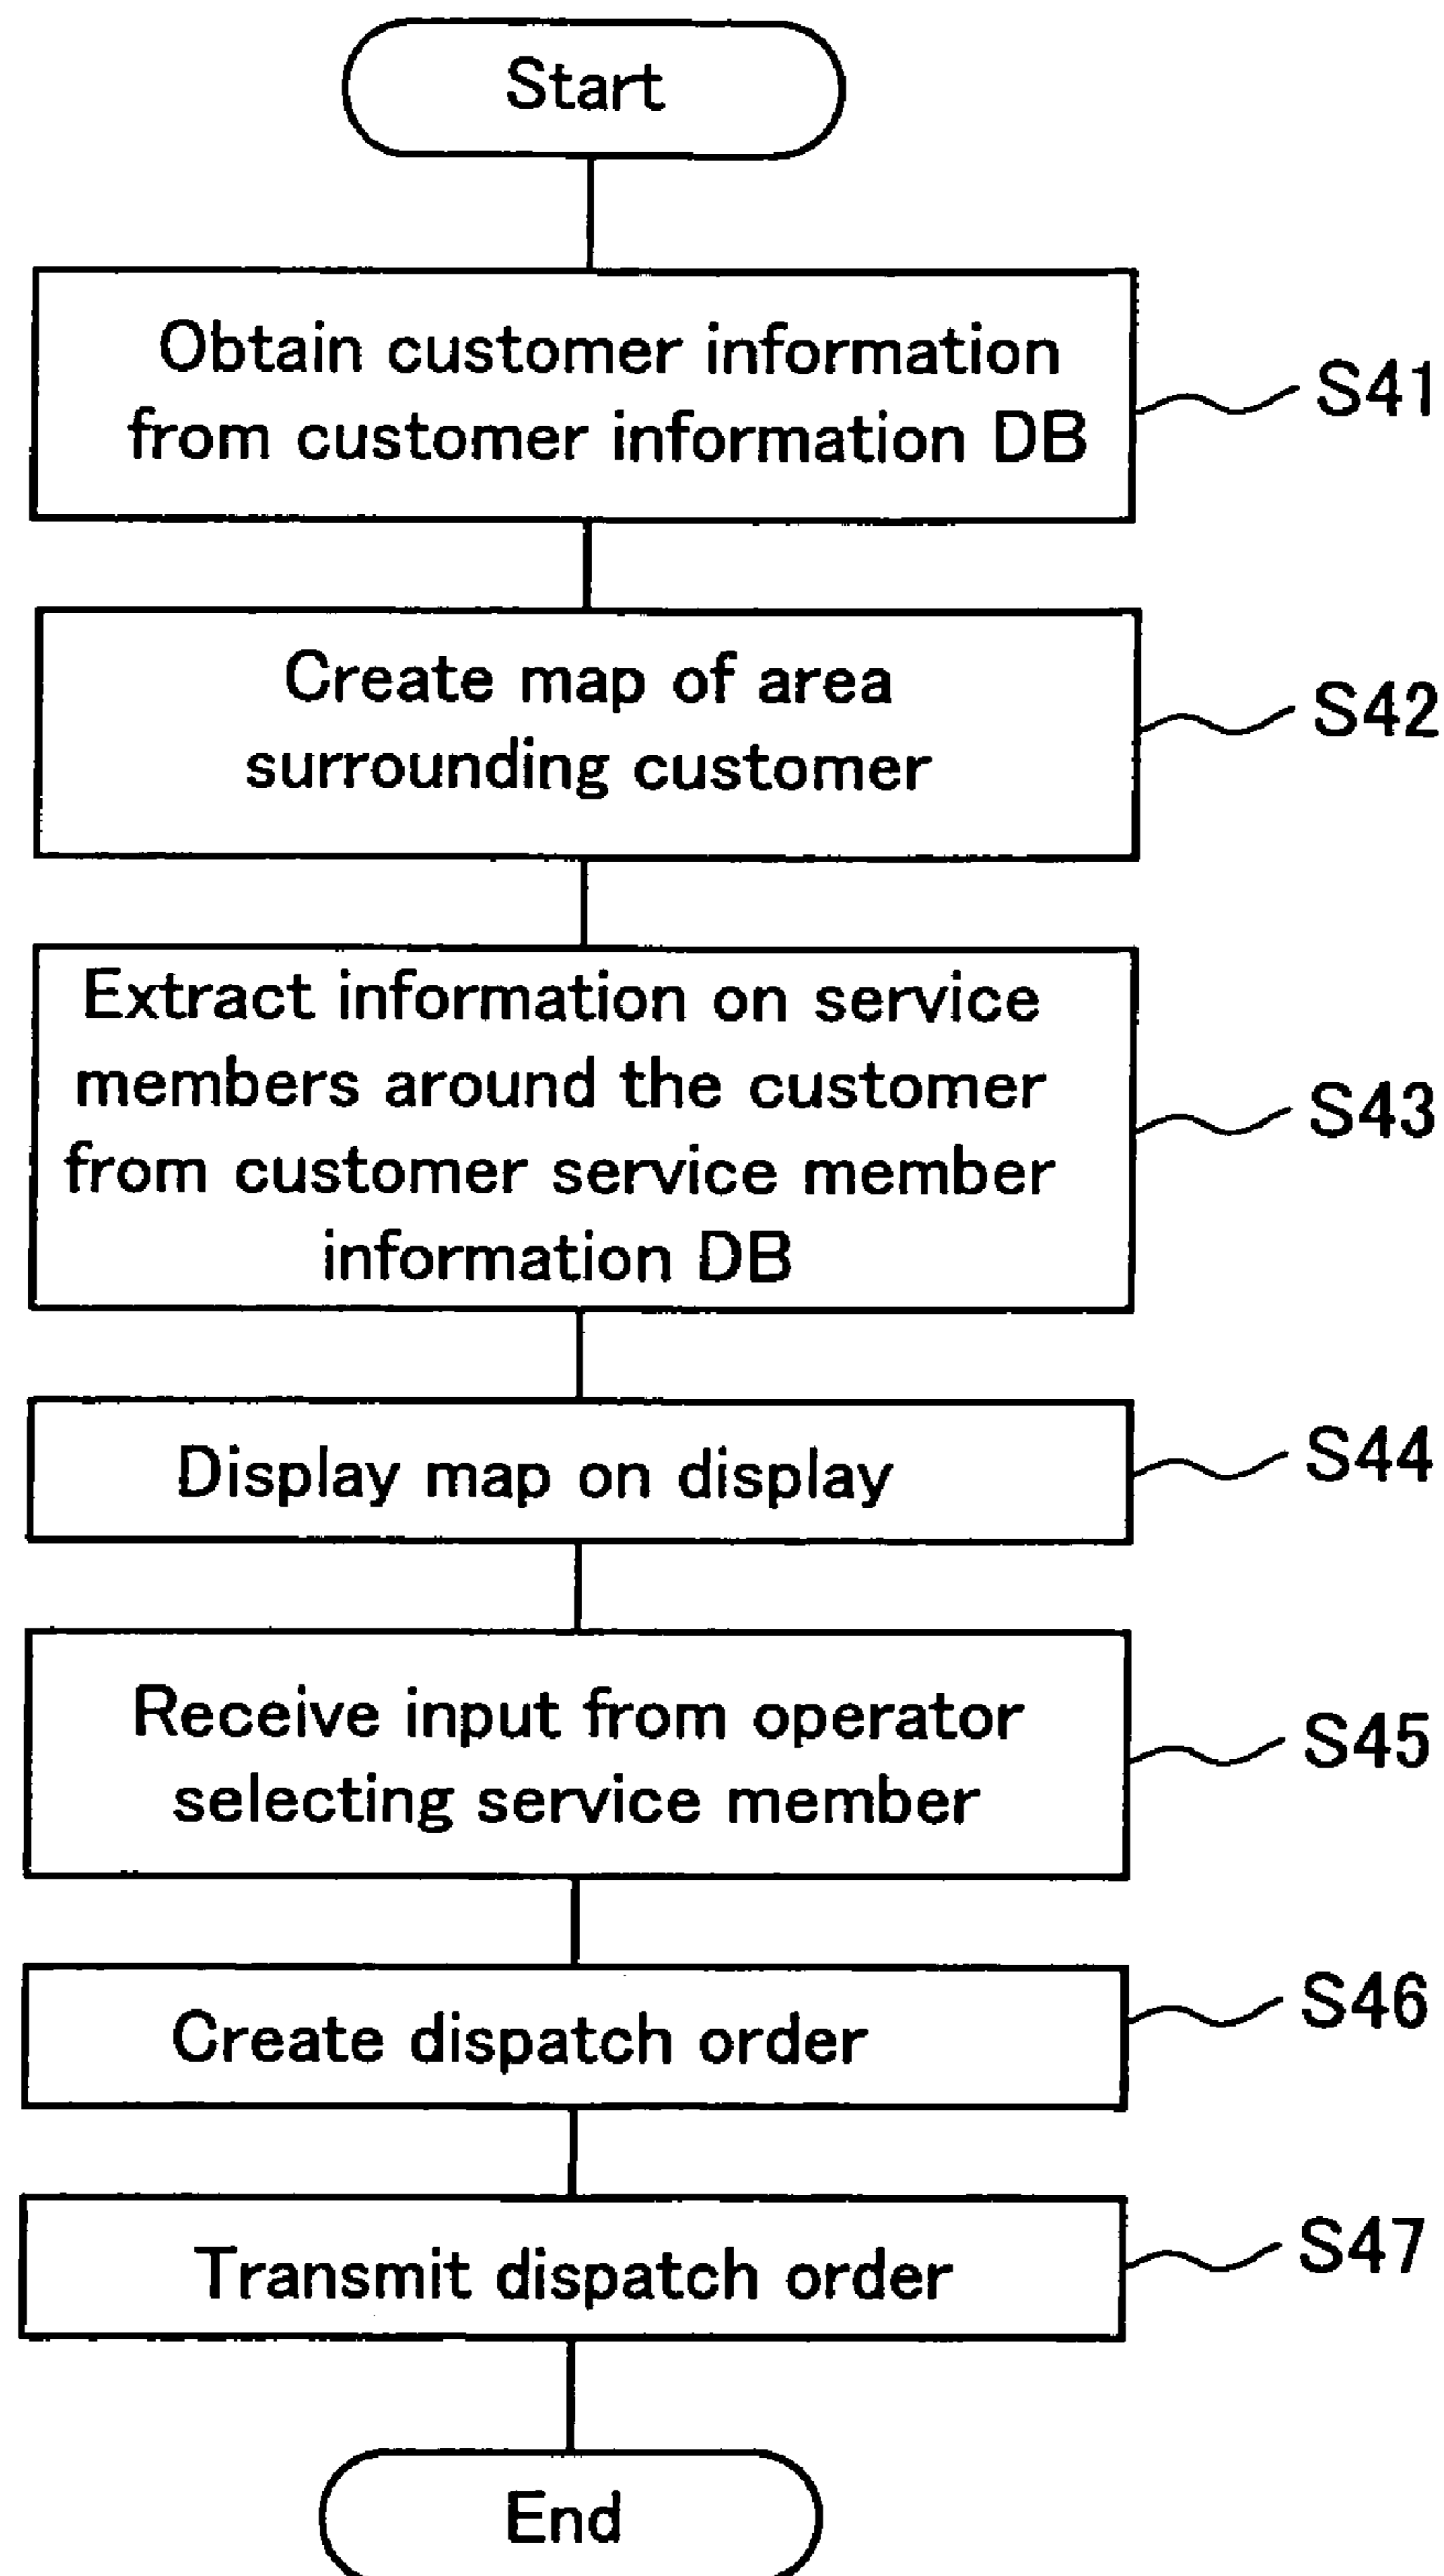 Start
Obtain customer information
from customer information DB
S41
Create map of area
surrounding customer
S42
Extract information on service
members around the customer
from customer service member
information DB
S43
Display map on display
S44
Receive input from operator
selecting service member
S45
Create dispatch order
S46
Transmit dispatch order
S47
End